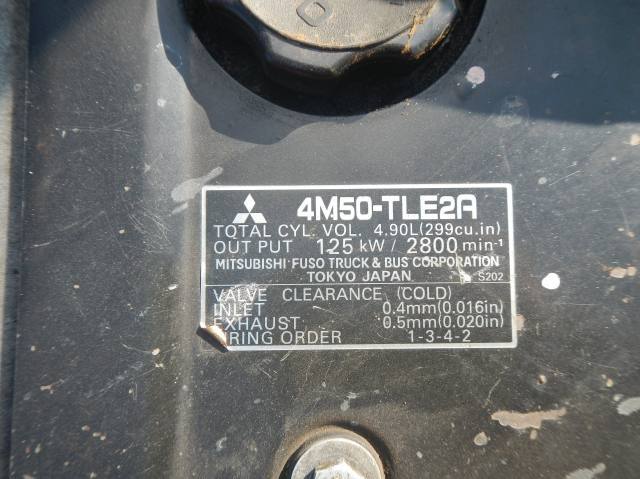 4M50-TLE2A
TOTAL CYL. VOL. 4.90L(299cu.in)
OUT PUT 125 kW / 2800 min-¹
MITSUBISHI FUSO TRUCK & BUS CORPORATION
TOKYO JAPAN S202
VALVE CLEARANCE (COLD)
INLET 0.4mm(0.016in)
EXHAUST 0.5mm(0.020in)
FIRING ORDER 1-3-4-2